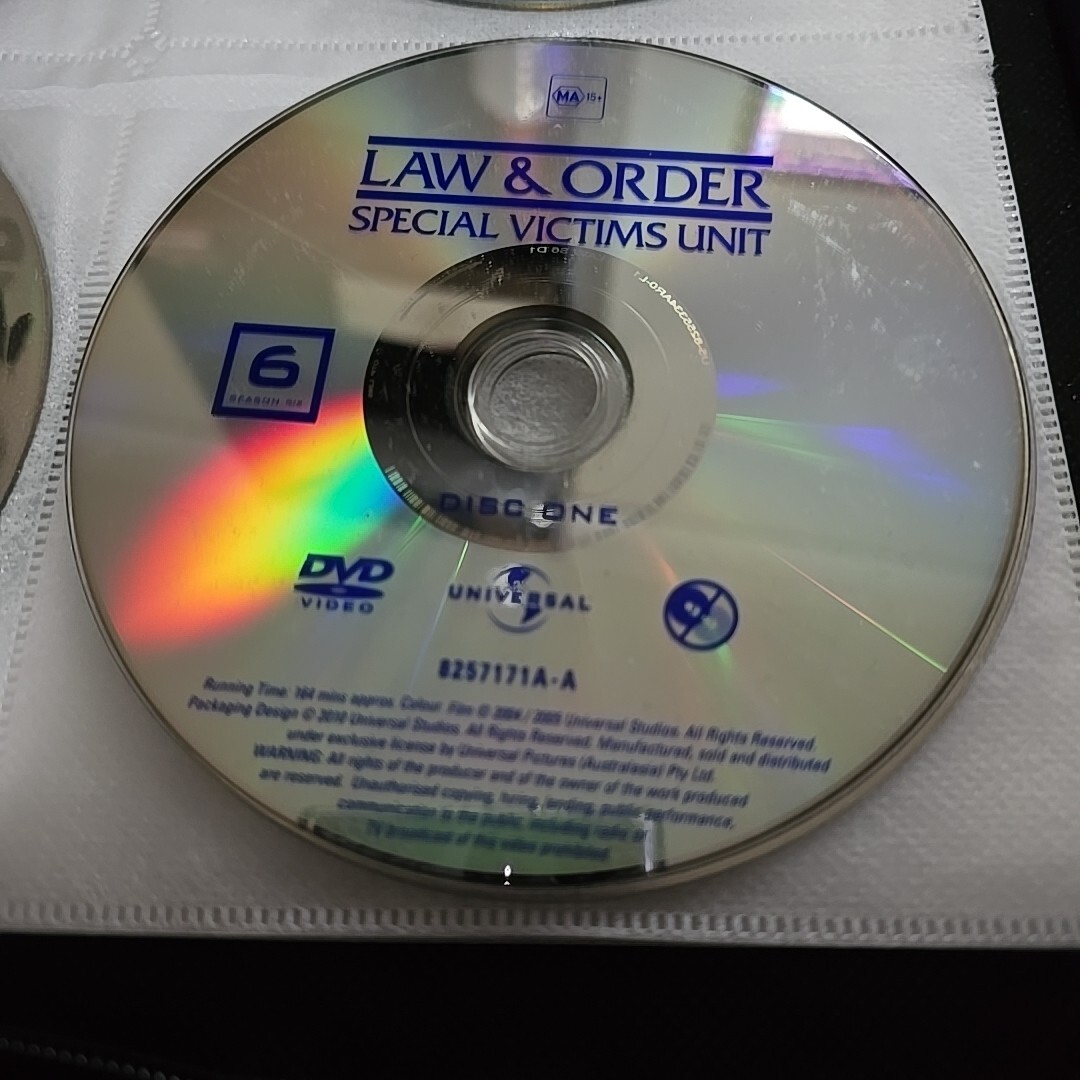 MA 15+
LAW & ORDER
SPECIAL VICTIMS UNIT
6
SEASON SIX
DISC ONE
DVD
VIDEO
UNIVERSAL
8257171A-A
Running Time: 164 mins approx. Colour. Film © 2004 / 2005 Universal Studios. All Rights Reserved.
Packaging Design © 2010 Universal Studios. All Rights Reserved. Manufactured, sold and distributed
under exclusive license by Universal Pictures (Australasia) Pty Ltd.
WARNING: All rights of the producer and of the owner of the work produced
are reserved. Unauthorised copying, hiring, lending, public performance,
communication to the public, including radio or
TV broadcast of this video prohibited.